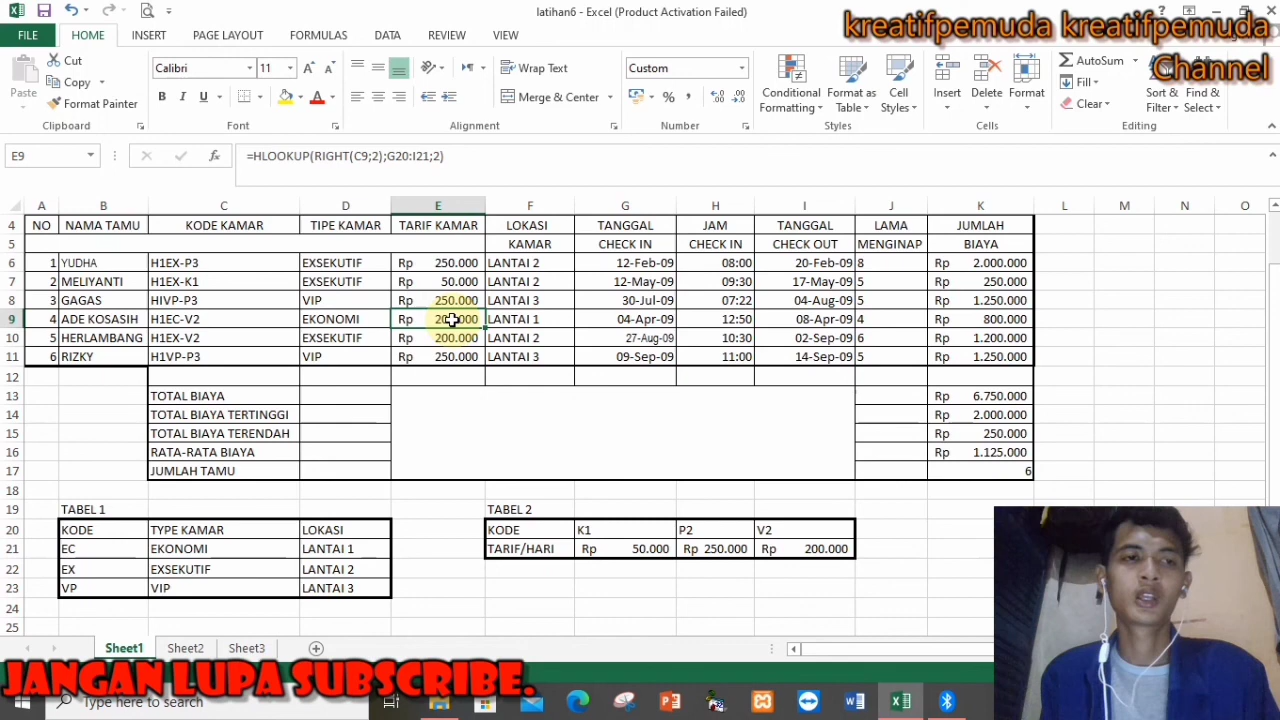 latihan6 - Excel (Product Activation Failed)
kreatifpemuda kreatifpemuda
Channel
FILE HOME INSERT PAGE LAYOUT FORMULAS DATA REVIEW VIEW
Paste Cut Copy Format Painter
Calibri 11
B I U
Wrap Text
Merge & Center
Custom
Conditional Formatting Format as Table Cell Styles
Insert Delete Format
AutoSum
Fill
Clear
Sort & Filter Find & Select
Clipboard Font Alignment Number Styles Cells Editing
E9 fx =HLOOKUP(RIGHT(C9;2);G20:I21;2)
A B C D E F G H I J K L M N O
4 NO NAMA TAMU KODE KAMAR TIPE KAMAR TARIF KAMAR LOKASI TANGGAL JAM TANGGAL LAMA JUMLAH
5 KAMAR CHECK IN CHECK IN CHECK OUT MENGINAP BIAYA
6 1 YUDHA H1EX-P3 EXSEKUTIF Rp 250.000 LANTAI 2 12-Feb-09 08:00 20-Feb-09 8 Rp 2.000.000
7 2 MELIYANTI H1EX-K1 EXSEKUTIF Rp 50.000 LANTAI 2 12-May-09 09:30 17-May-09 5 Rp 250.000
8 3 GAGAS HIVP-P3 VIP Rp 250.000 LANTAI 3 30-Jul-09 07:22 04-Aug-09 5 Rp 1.250.000
9 4 ADE KOSASIH H1EC-V2 EKONOMI Rp 200.000 LANTAI 1 04-Apr-09 12:50 08-Apr-09 4 Rp 800.000
10 5 HERLAMBANG H1EX-V2 EXSEKUTIF Rp 200.000 LANTAI 2 27-Aug-09 10:30 02-Sep-09 6 Rp 1.200.000
11 6 RIZKY H1VP-P3 VIP Rp 250.000 LANTAI 3 09-Sep-09 11:00 14-Sep-09 5 Rp 1.250.000
12
13 TOTAL BIAYA Rp 6.750.000
14 TOTAL BIAYA TERTINGGI Rp 2.000.000
15 TOTAL BIAYA TERENDAH Rp 250.000
16 RATA-RATA BIAYA Rp 1.125.000
17 JUMLAH TAMU 6
18
19 TABEL 1 TABEL 2
20 KODE TYPE KAMAR LOKASI KODE K1 P2 V2
21 EC EKONOMI LANTAI 1 TARIF/HARI Rp 50.000 Rp 250.000 Rp 200.000
22 EX EXSEKUTIF LANTAI 2
23 VP VIP LANTAI 3
24
25
Sheet1 Sheet2 Sheet3
JANGAN LUPA SUBSCRIBE.
Type here to search